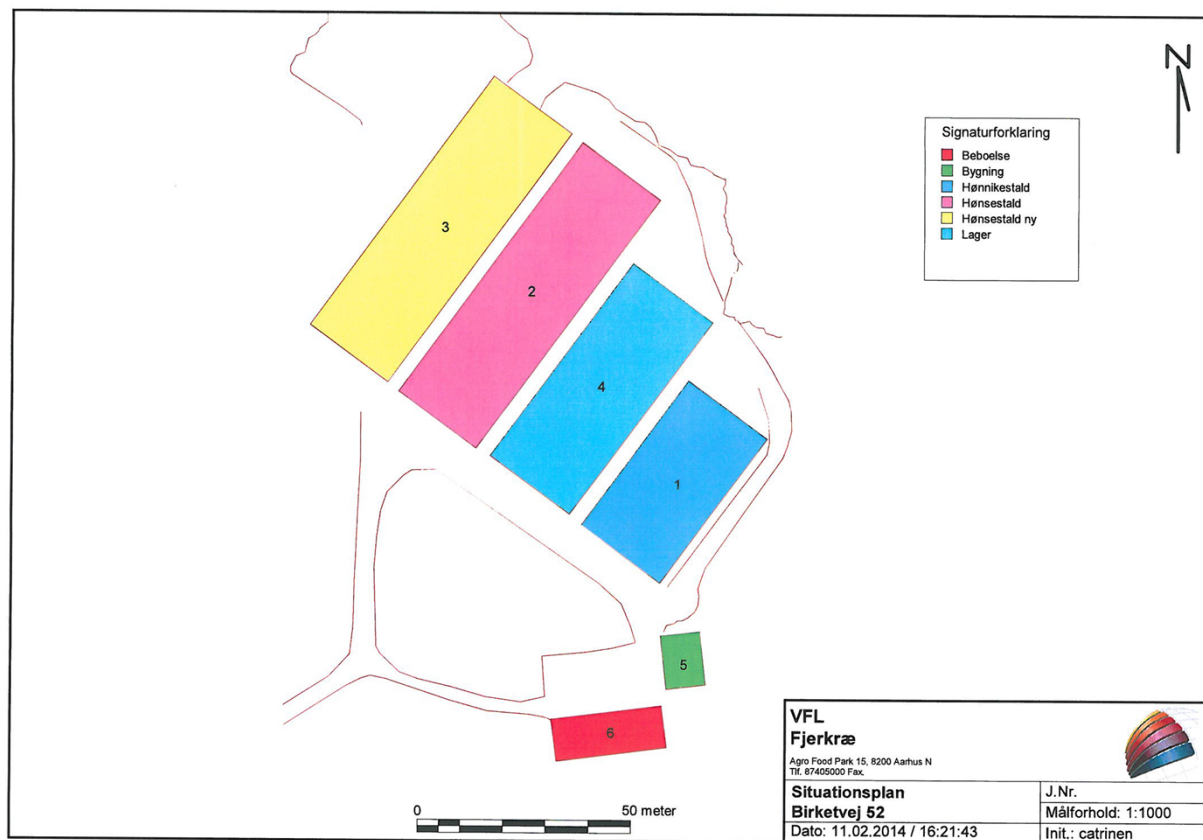 N
Signaturforklaring
Beboelse
Bygning
Hønnikestald
Hønsestald
Hønsestald ny
Lager
3
2
4
1
5
6
0 50 meter
VFL
Fjerkræ
Agro Food Park 15, 8200 Aarhus N
Tlf. 87405000 Fax.
Situationsplan
Birketvej 52
Dato: 11.02.2014 / 16:21:43
J.Nr.
Målforhold: 1:1000
Init.: catrinen